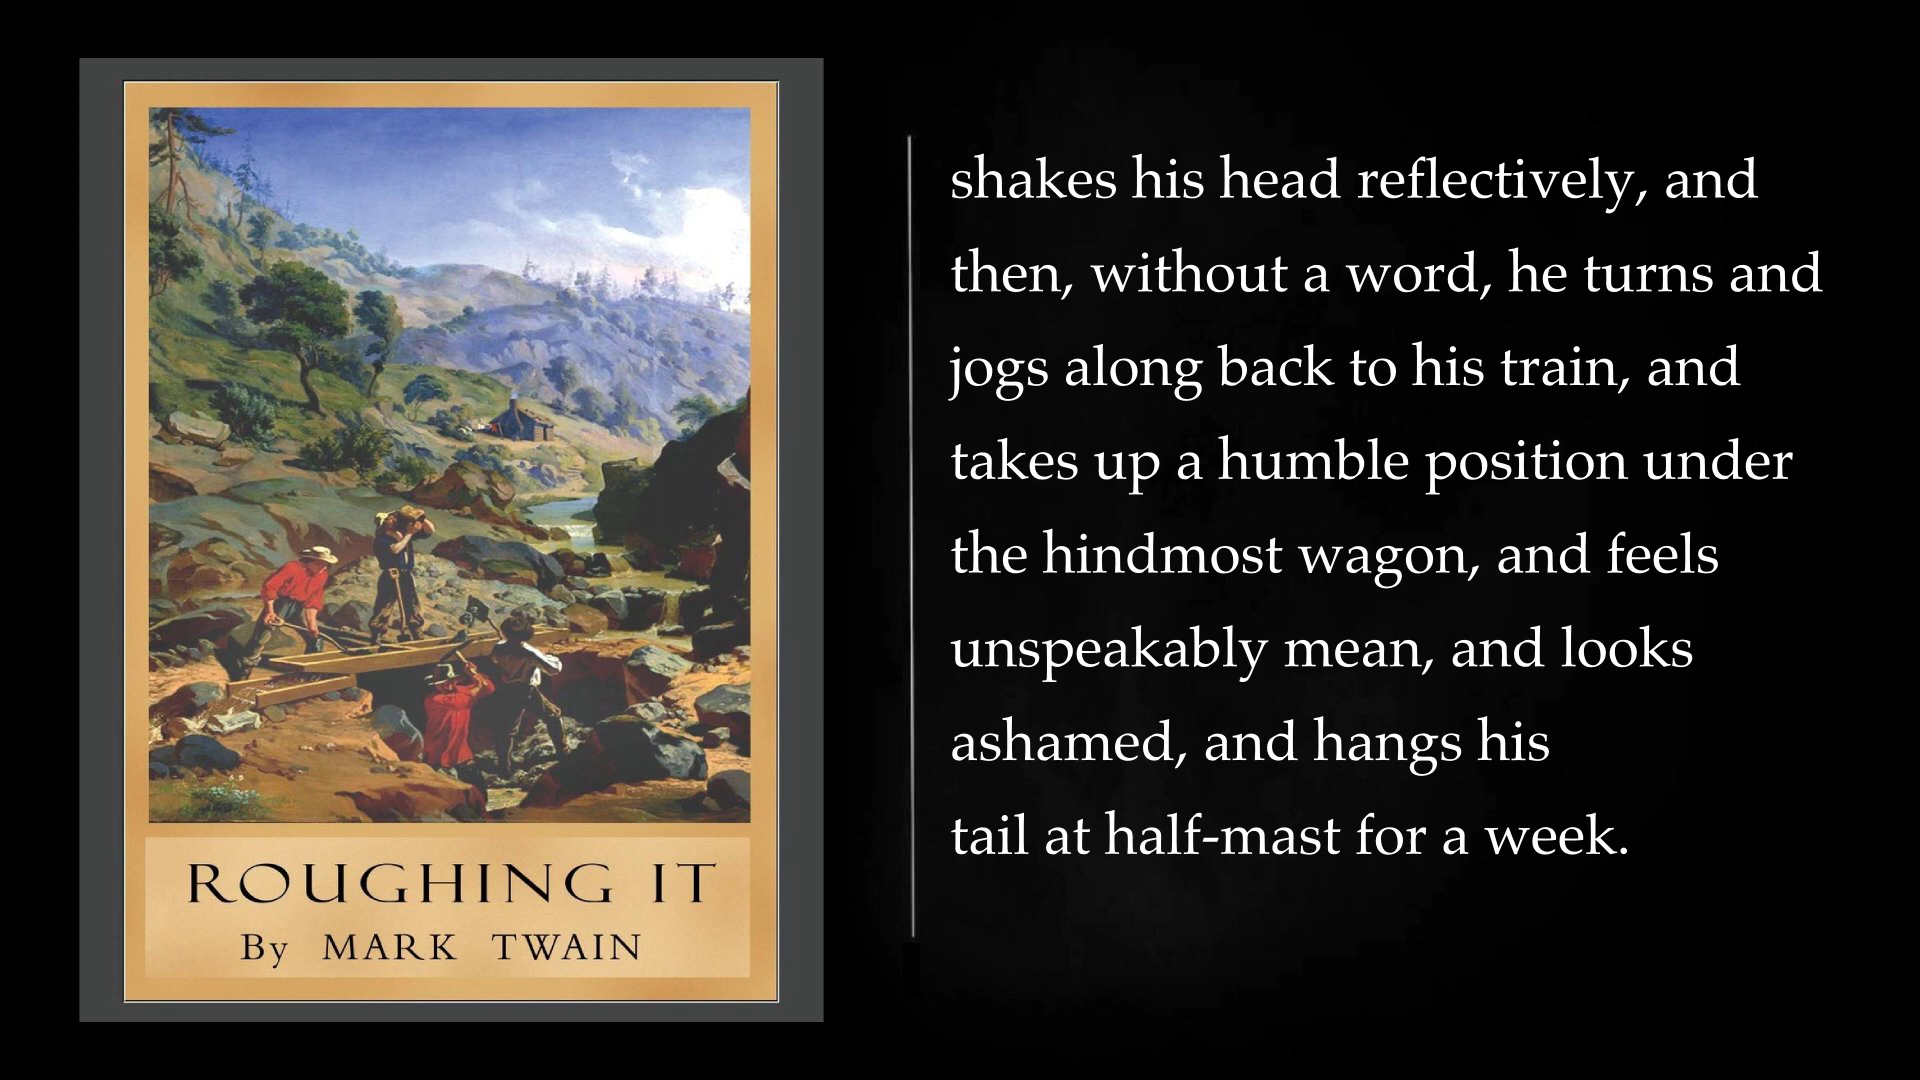 ROUGHING IT
By MARK TWAIN
shakes his head reflectively, and
then, without a word, he turns and
jogs along back to his train, and
takes up a humble position under
the hindmost wagon, and feels
unspeakably mean, and looks
ashamed, and hangs his
tail at half-mast for a week.